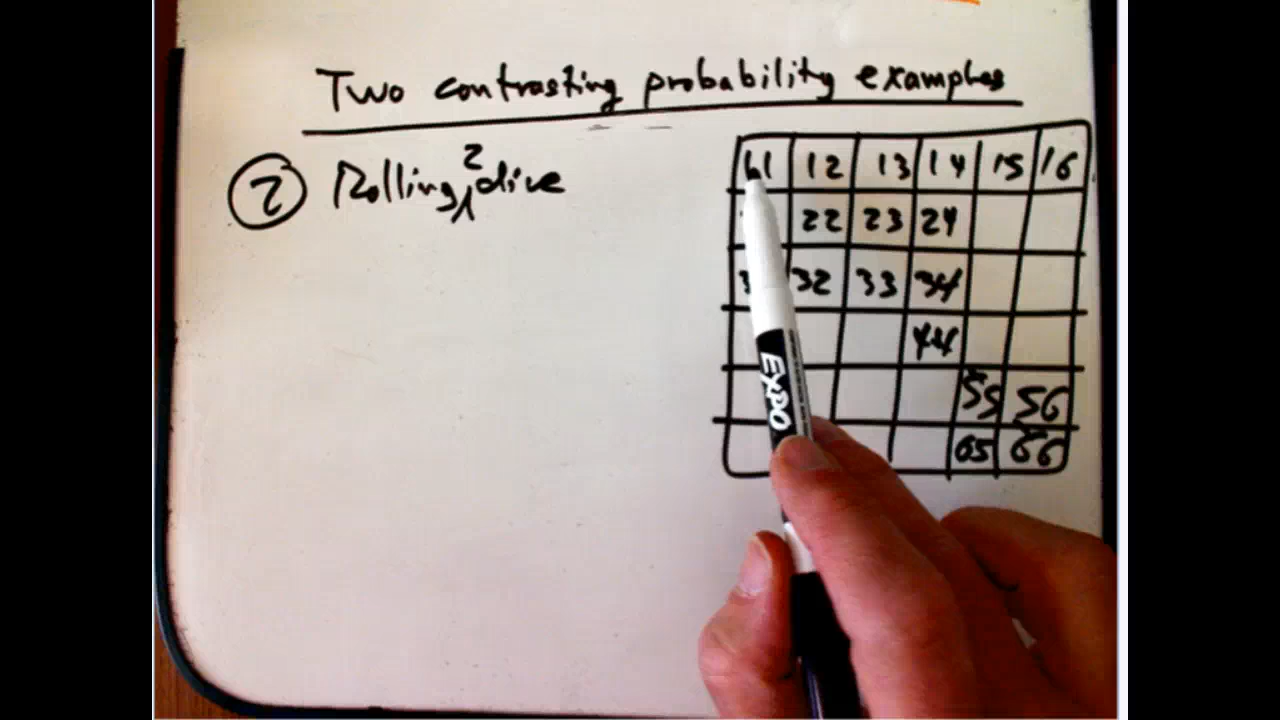 Two contrasting probability examples
② Rolling 2 dice
11 12 13 14 15 16
22 23 24
32 33 34
44
55 56
65 66
EXPO